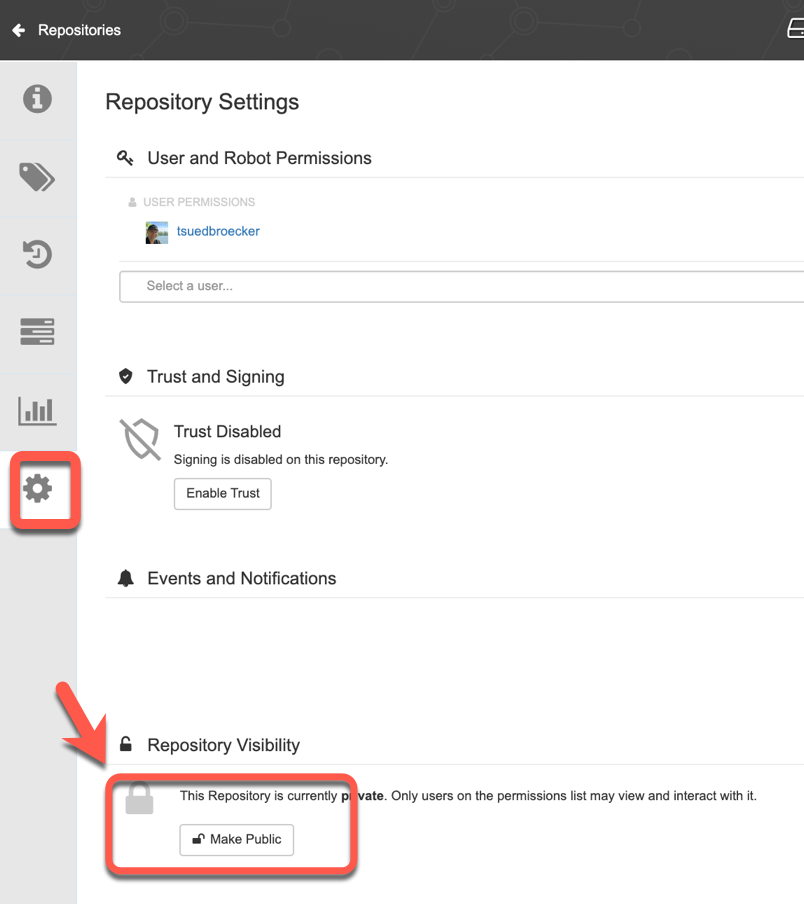 Repositories
Repository Settings
User and Robot Permissions
USER PERMISSIONS
tsuedbroecker
Select a user...
Trust and Signing
Trust Disabled
Signing is disabled on this repository.
Enable Trust
Events and Notifications
Repository Visibility
This Repository is currently private. Only users on the permissions list may view and interact with it.
Make Public